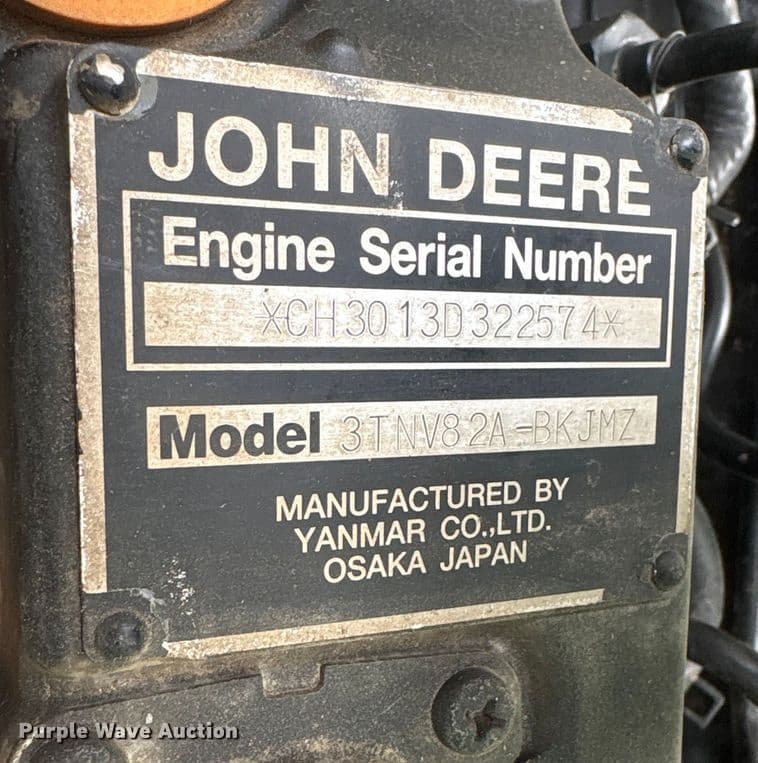 JOHN DEERE
Engine Serial Number
*CH3013D322574*
Model 3TNV82A-BKJMZ
MANUFACTURED BY
YANMAR CO.,LTD.
OSAKA JAPAN
Purple Wave Auction